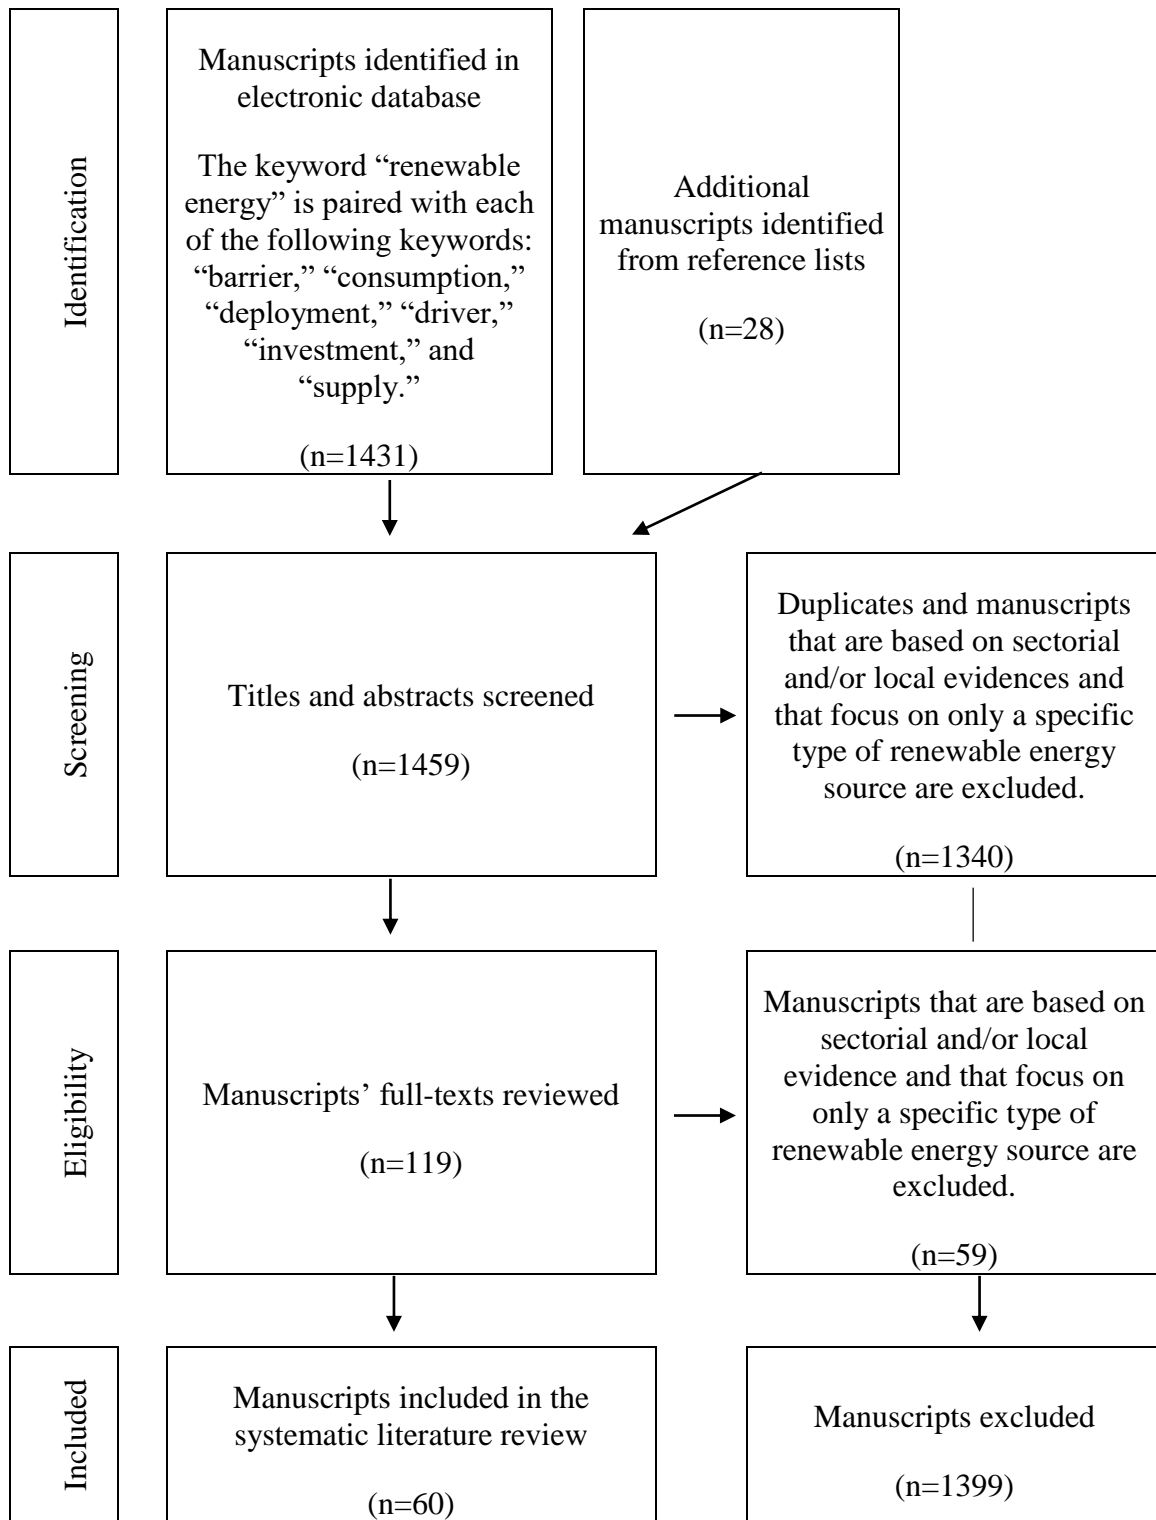 Identification
Manuscripts identified in
electronic database
The keyword “renewable
energy” is paired with each
of the following keywords:
“barrier,” “consumption,”
“deployment,” “driver,”
“investment,” and
“supply.”
(n=1431)
Additional
manuscripts identified
from reference lists
(n=28)
Screening
Titles and abstracts screened
(n=1459)
Duplicates and manuscripts
that are based on sectorial
and/or local evidences and
that focus on only a specific
type of renewable energy
source are excluded.
(n=1340)
Eligibility
Manuscripts’ full-texts reviewed
(n=119)
Manuscripts that are based on
sectorial and/or local
evidence and that focus on
only a specific type of
renewable energy source are
excluded.
(n=59)
Included
Manuscripts included in the
systematic literature review
(n=60)
Manuscripts excluded
(n=1399)